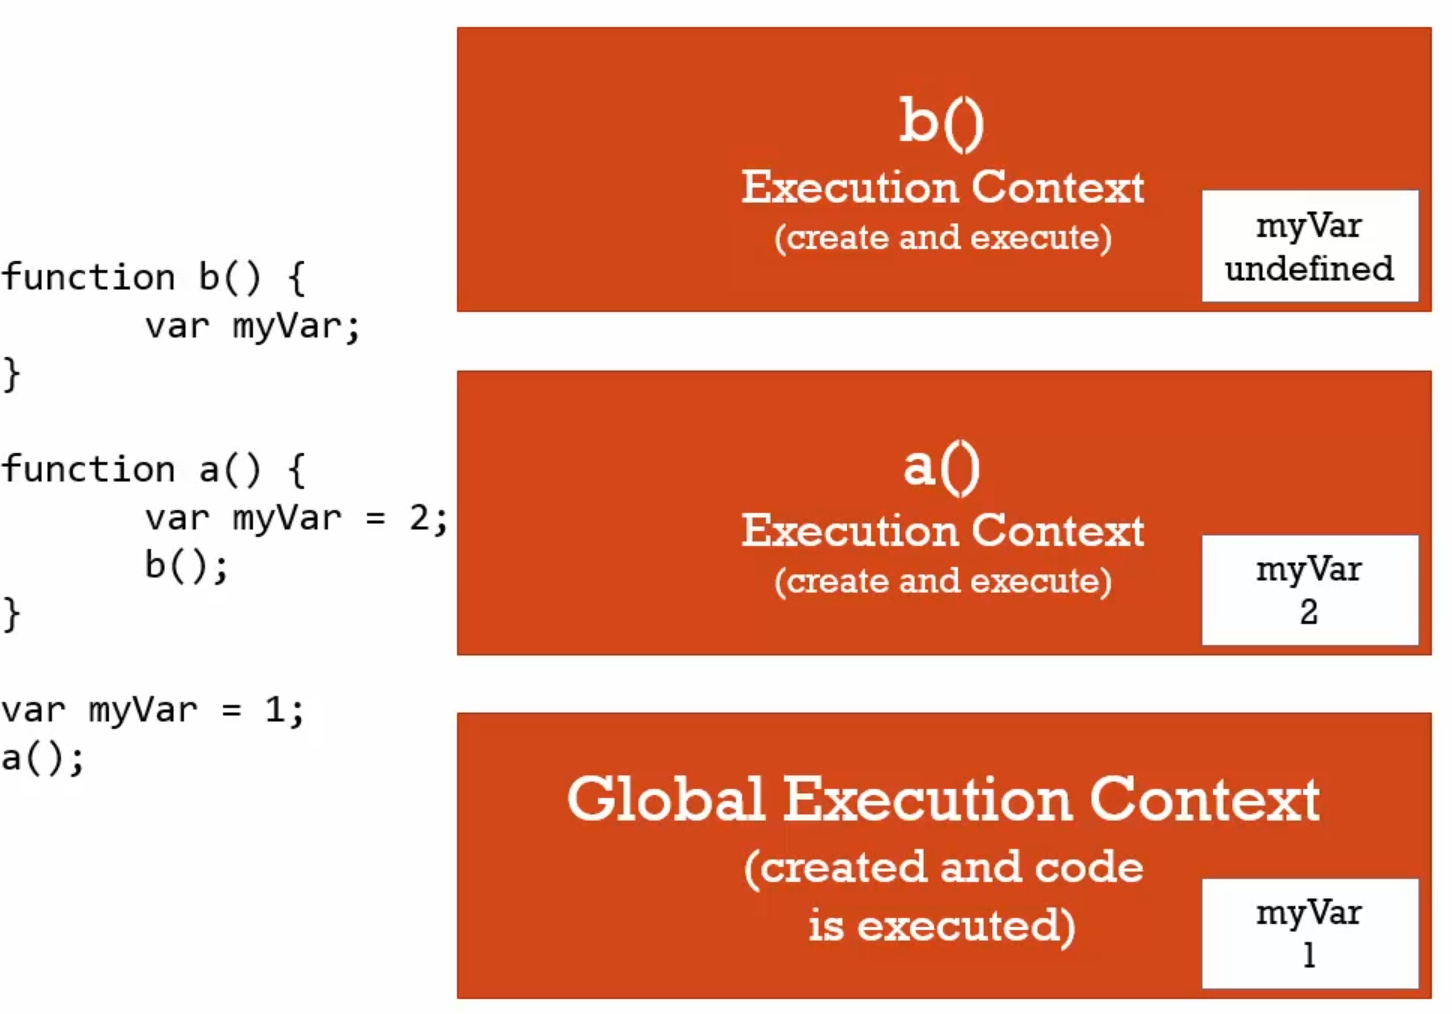 function b() {
var myVar;
}
function a() {
var myVar = 2;
b();
}
var myVar = 1;
a();
b()
Execution Context
(create and execute)
myVar
undefined
a()
Execution Context
(create and execute)
myVar
2
Global Execution Context
(created and code
is executed)
myVar
1